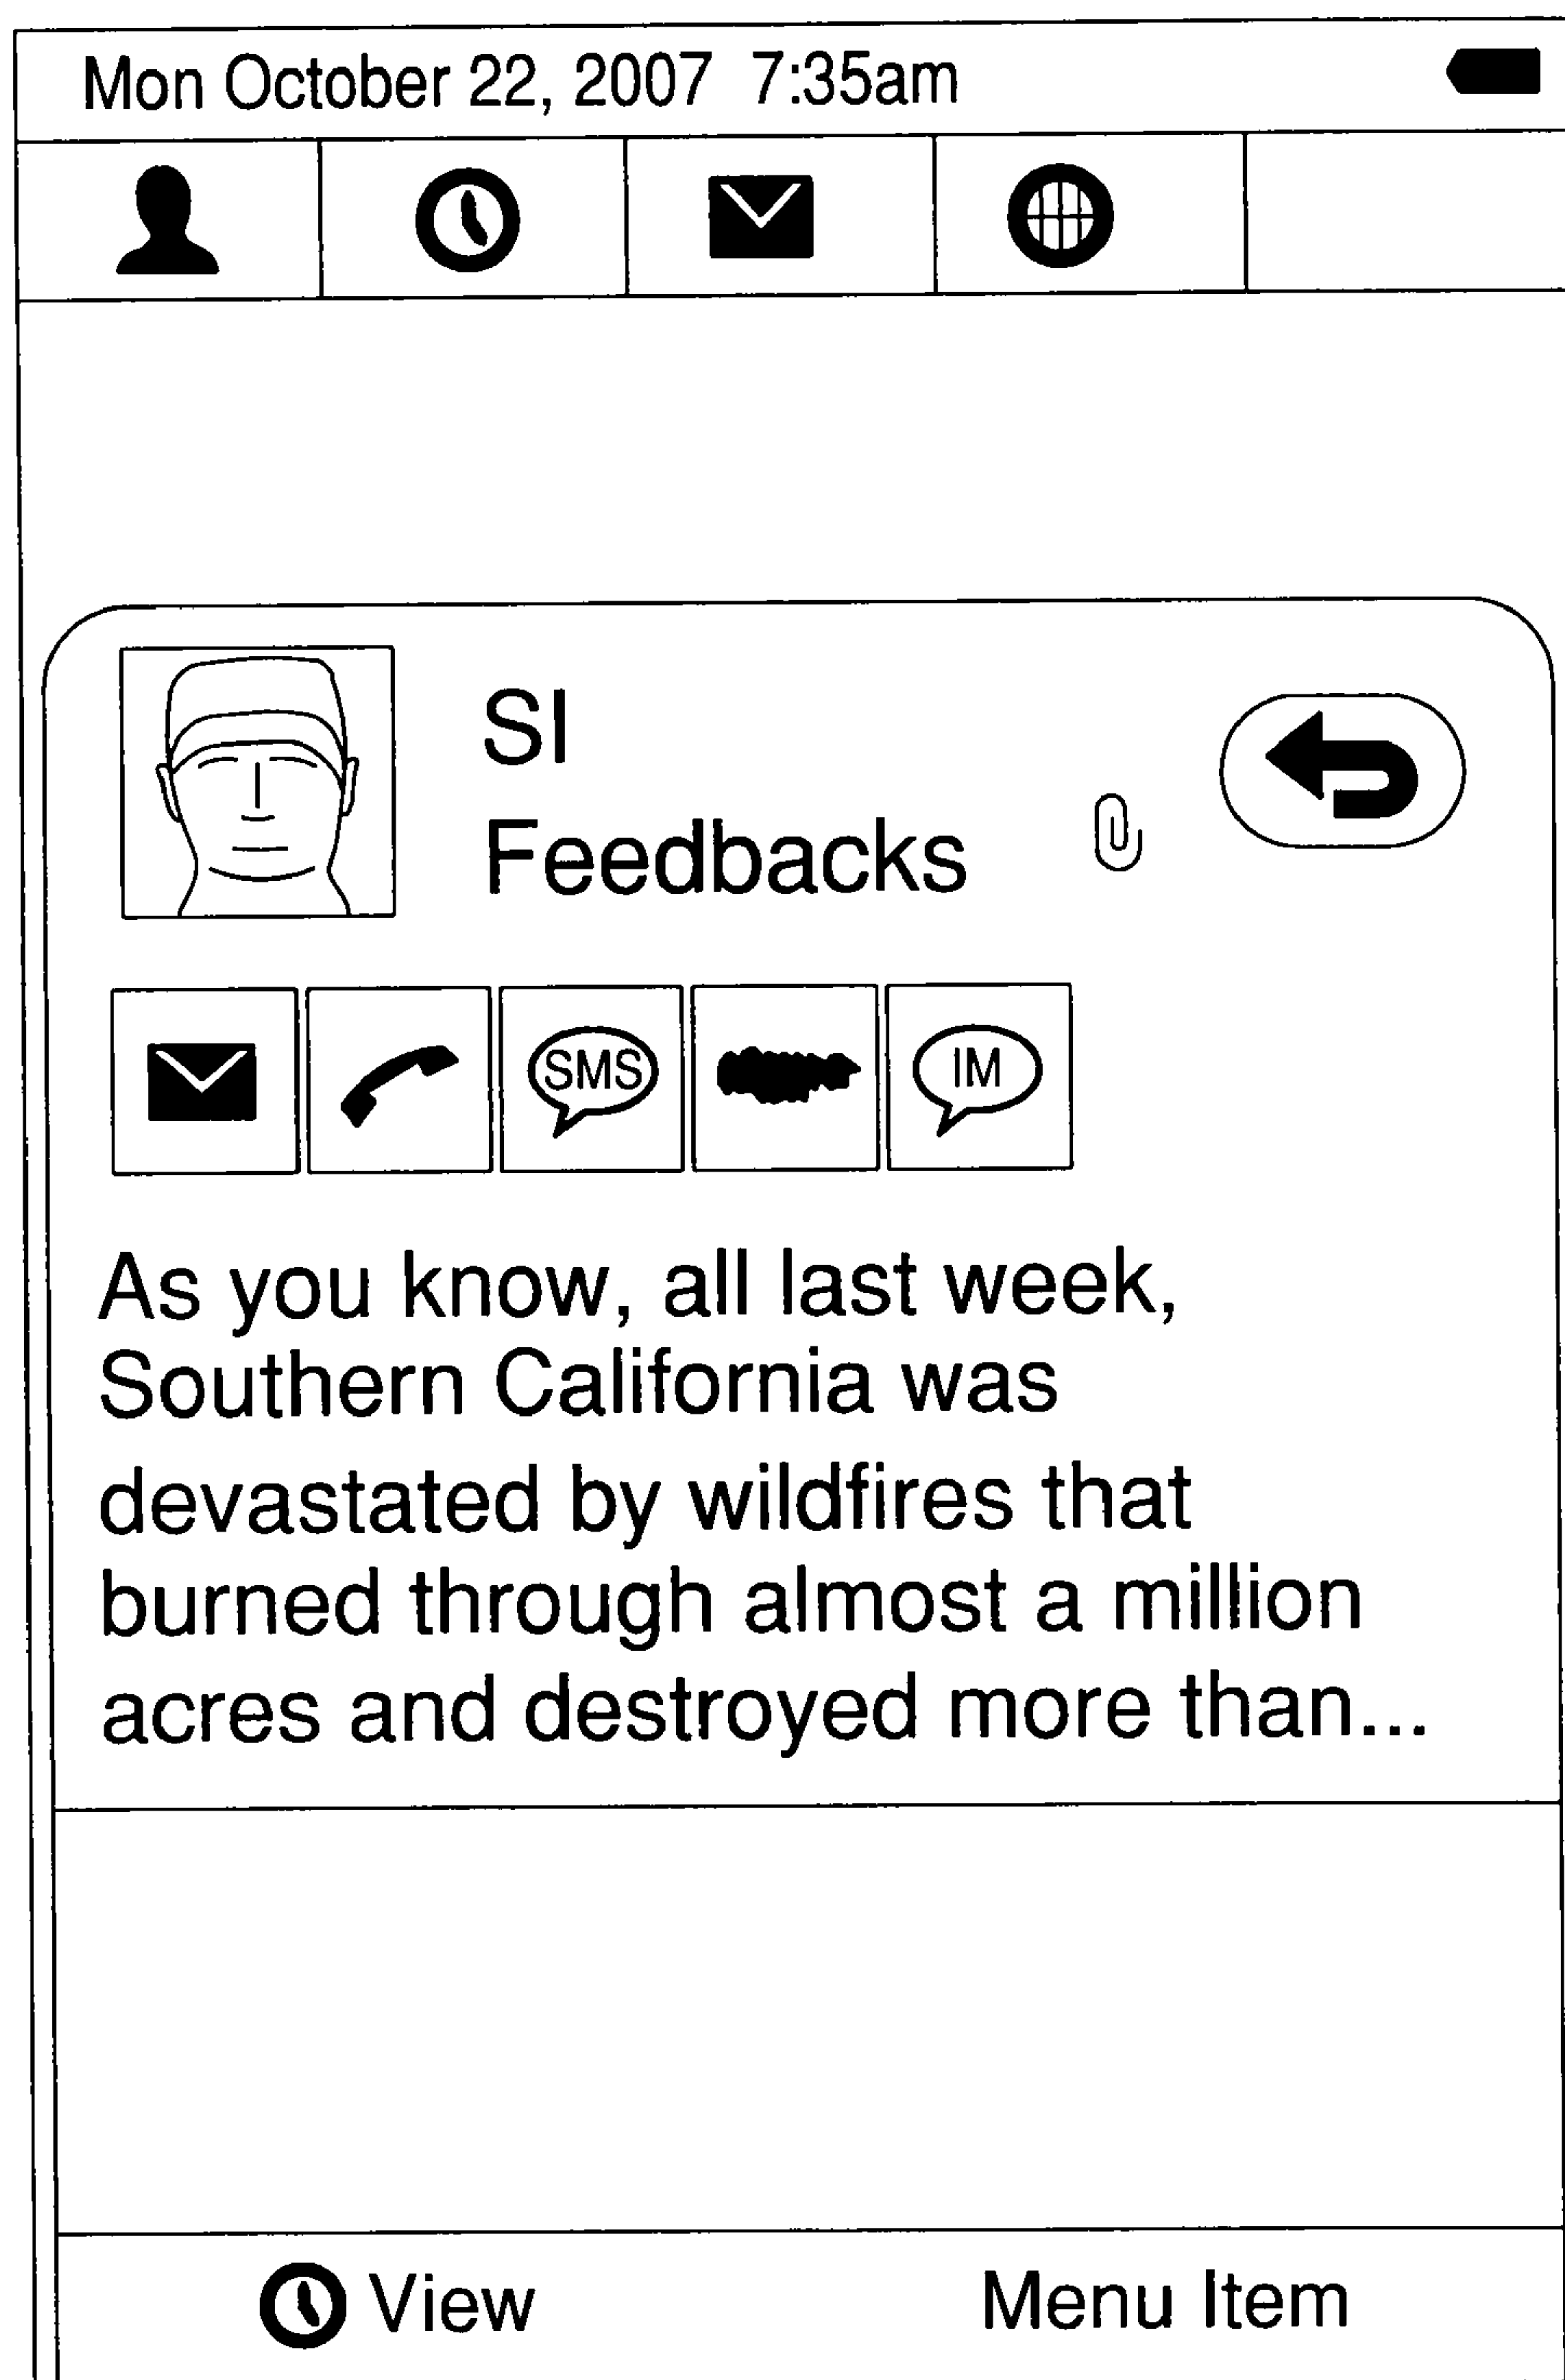 Mon October 22, 2007 7:35am
SI
Feedbacks
SMS
IM
As you know, all last week,
Southern California was
devastated by wildfires that
burned through almost a million
acres and destroyed more than...
View
Menu Item